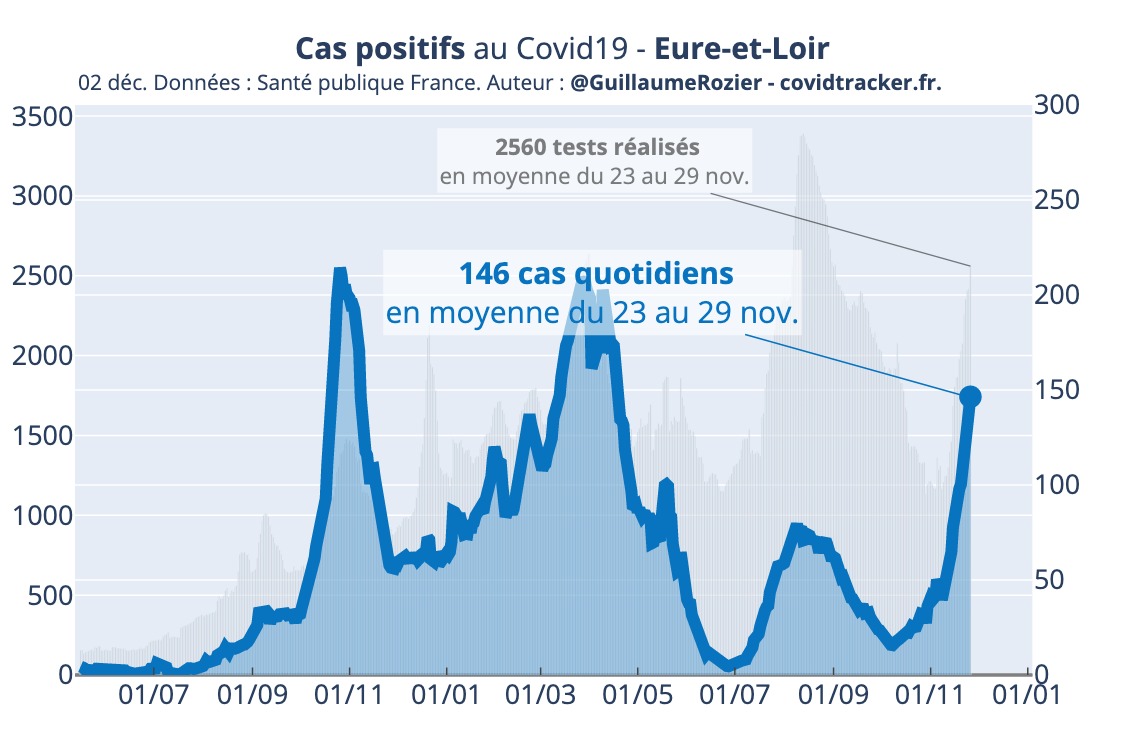 Cas positifs au Covid19 - Eure-et-Loir
02 déc. Données : Santé publique France. Auteur : @GuillaumeRozier - covidtracker.fr.
3500
3000
2500
2000
1500
1000
500
0
300
250
200
150
100
50
0
2560 tests réalisés
en moyenne du 23 au 29 nov.
146 cas quotidiens
en moyenne du 23 au 29 nov.
01/07 01/09 01/11 01/01 01/03 01/05 01/07 01/09 01/11 01/01